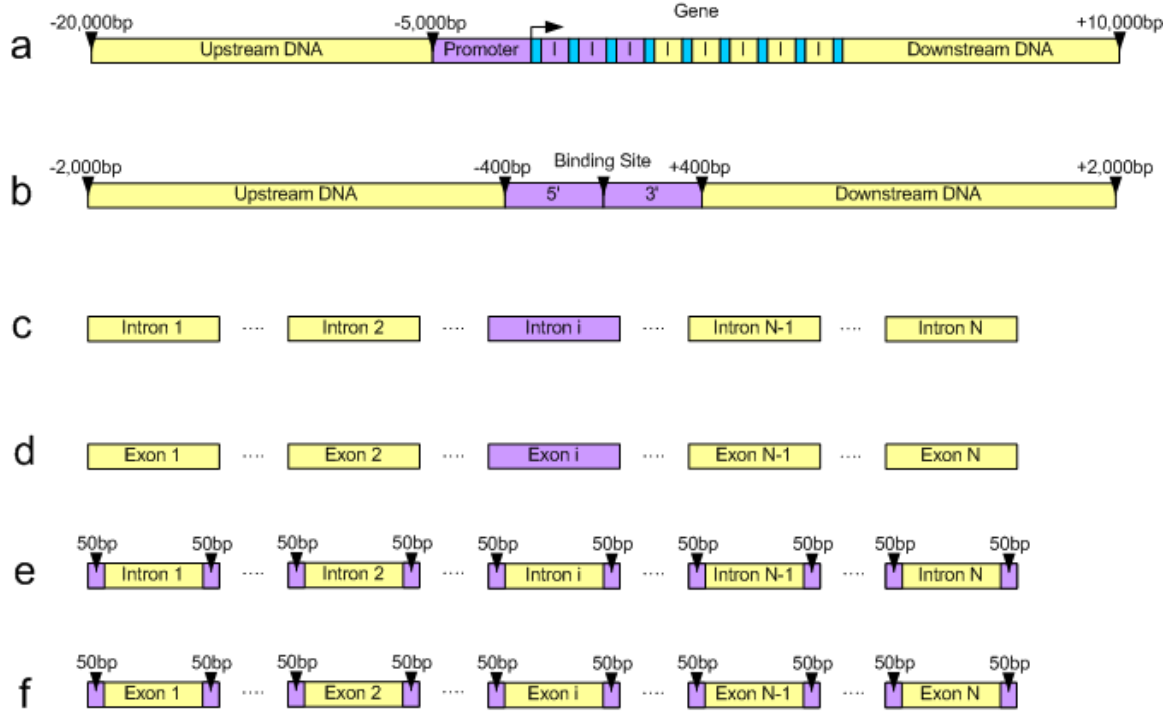 Gene
-20,000bp -5,000bp +10,000bp
a Upstream DNA Promoter I I I I I I I I Downstream DNA
Binding Site
-2,000bp -400bp +400bp +2,000bp
b Upstream DNA 5' 3' Downstream DNA
c Intron 1 .... Intron 2 .... Intron i .... Intron N-1 .... Intron N
d Exon 1 .... Exon 2 .... Exon i .... Exon N-1 .... Exon N
50bp 50bp 50bp 50bp 50bp 50bp 50bp 50bp 50bp 50bp
e Intron 1 .... Intron 2 .... Intron i .... Intron N-1 .... Intron N
50bp 50bp 50bp 50bp 50bp 50bp 50bp 50bp 50bp 50bp
f Exon 1 .... Exon 2 .... Exon i .... Exon N-1 .... Exon N